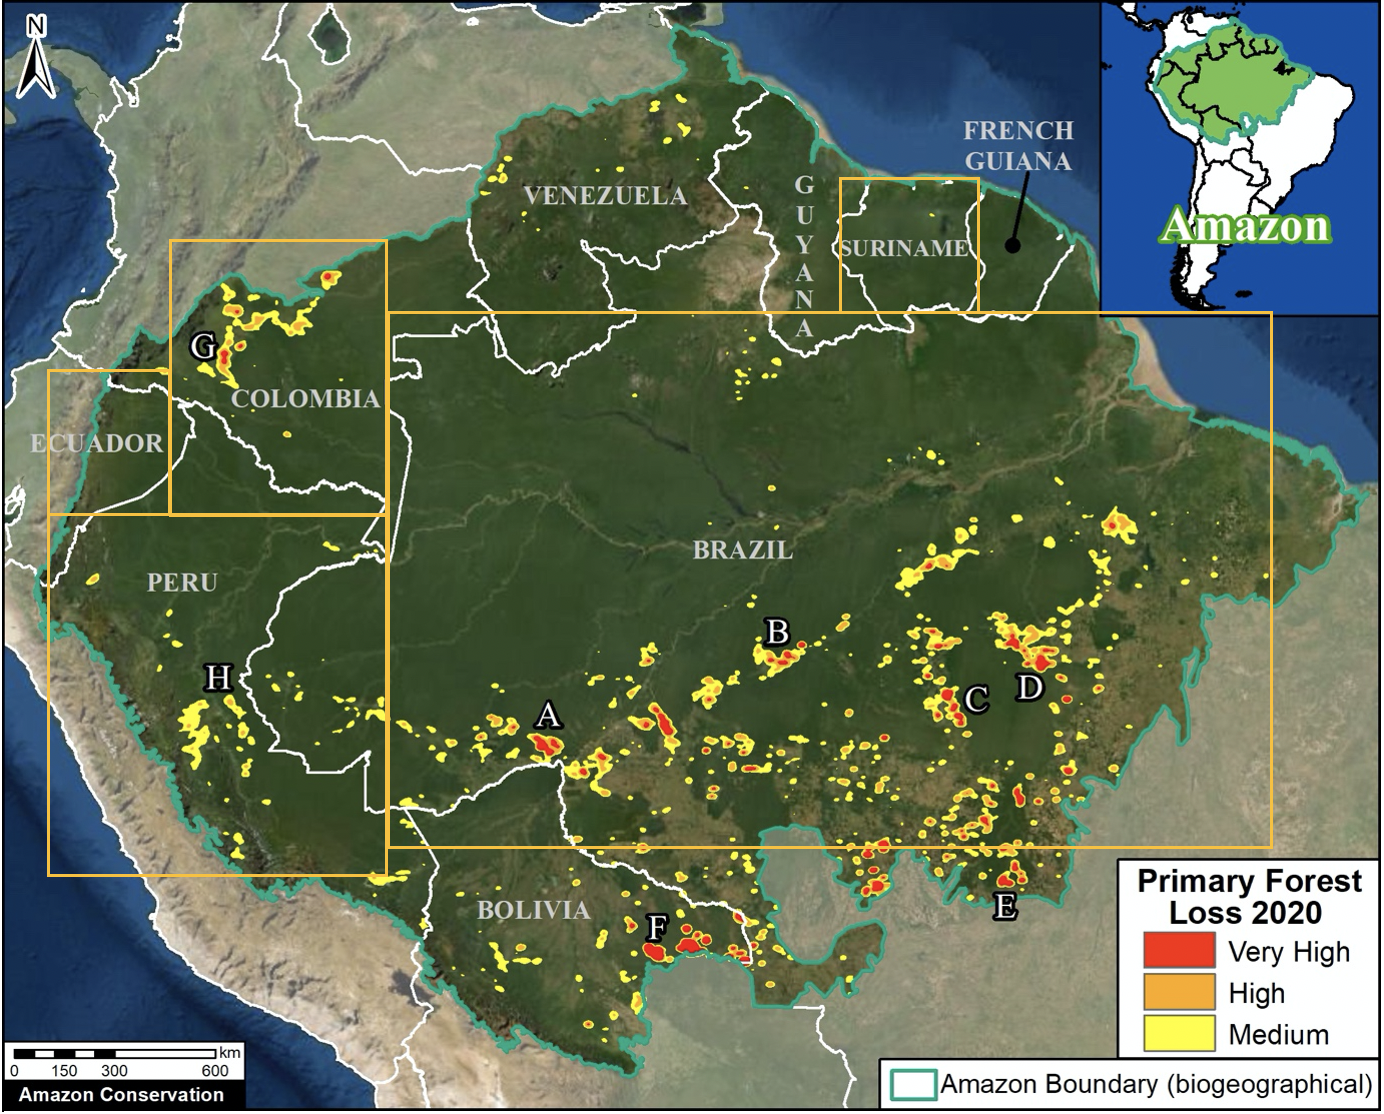 N
FRENCH
GUIANA
VENEZUELA
G
U
Y
A
N
A
SURINAME
Amazon
G
COLOMBIA
ECUADOR
BRAZIL
PERU
B
H
C
D
A
E
BOLIVIA
F
Primary Forest
Loss 2020
Very High
High
Medium
km
0 150 300 600
Amazon Conservation
Amazon Boundary (biogeographical)